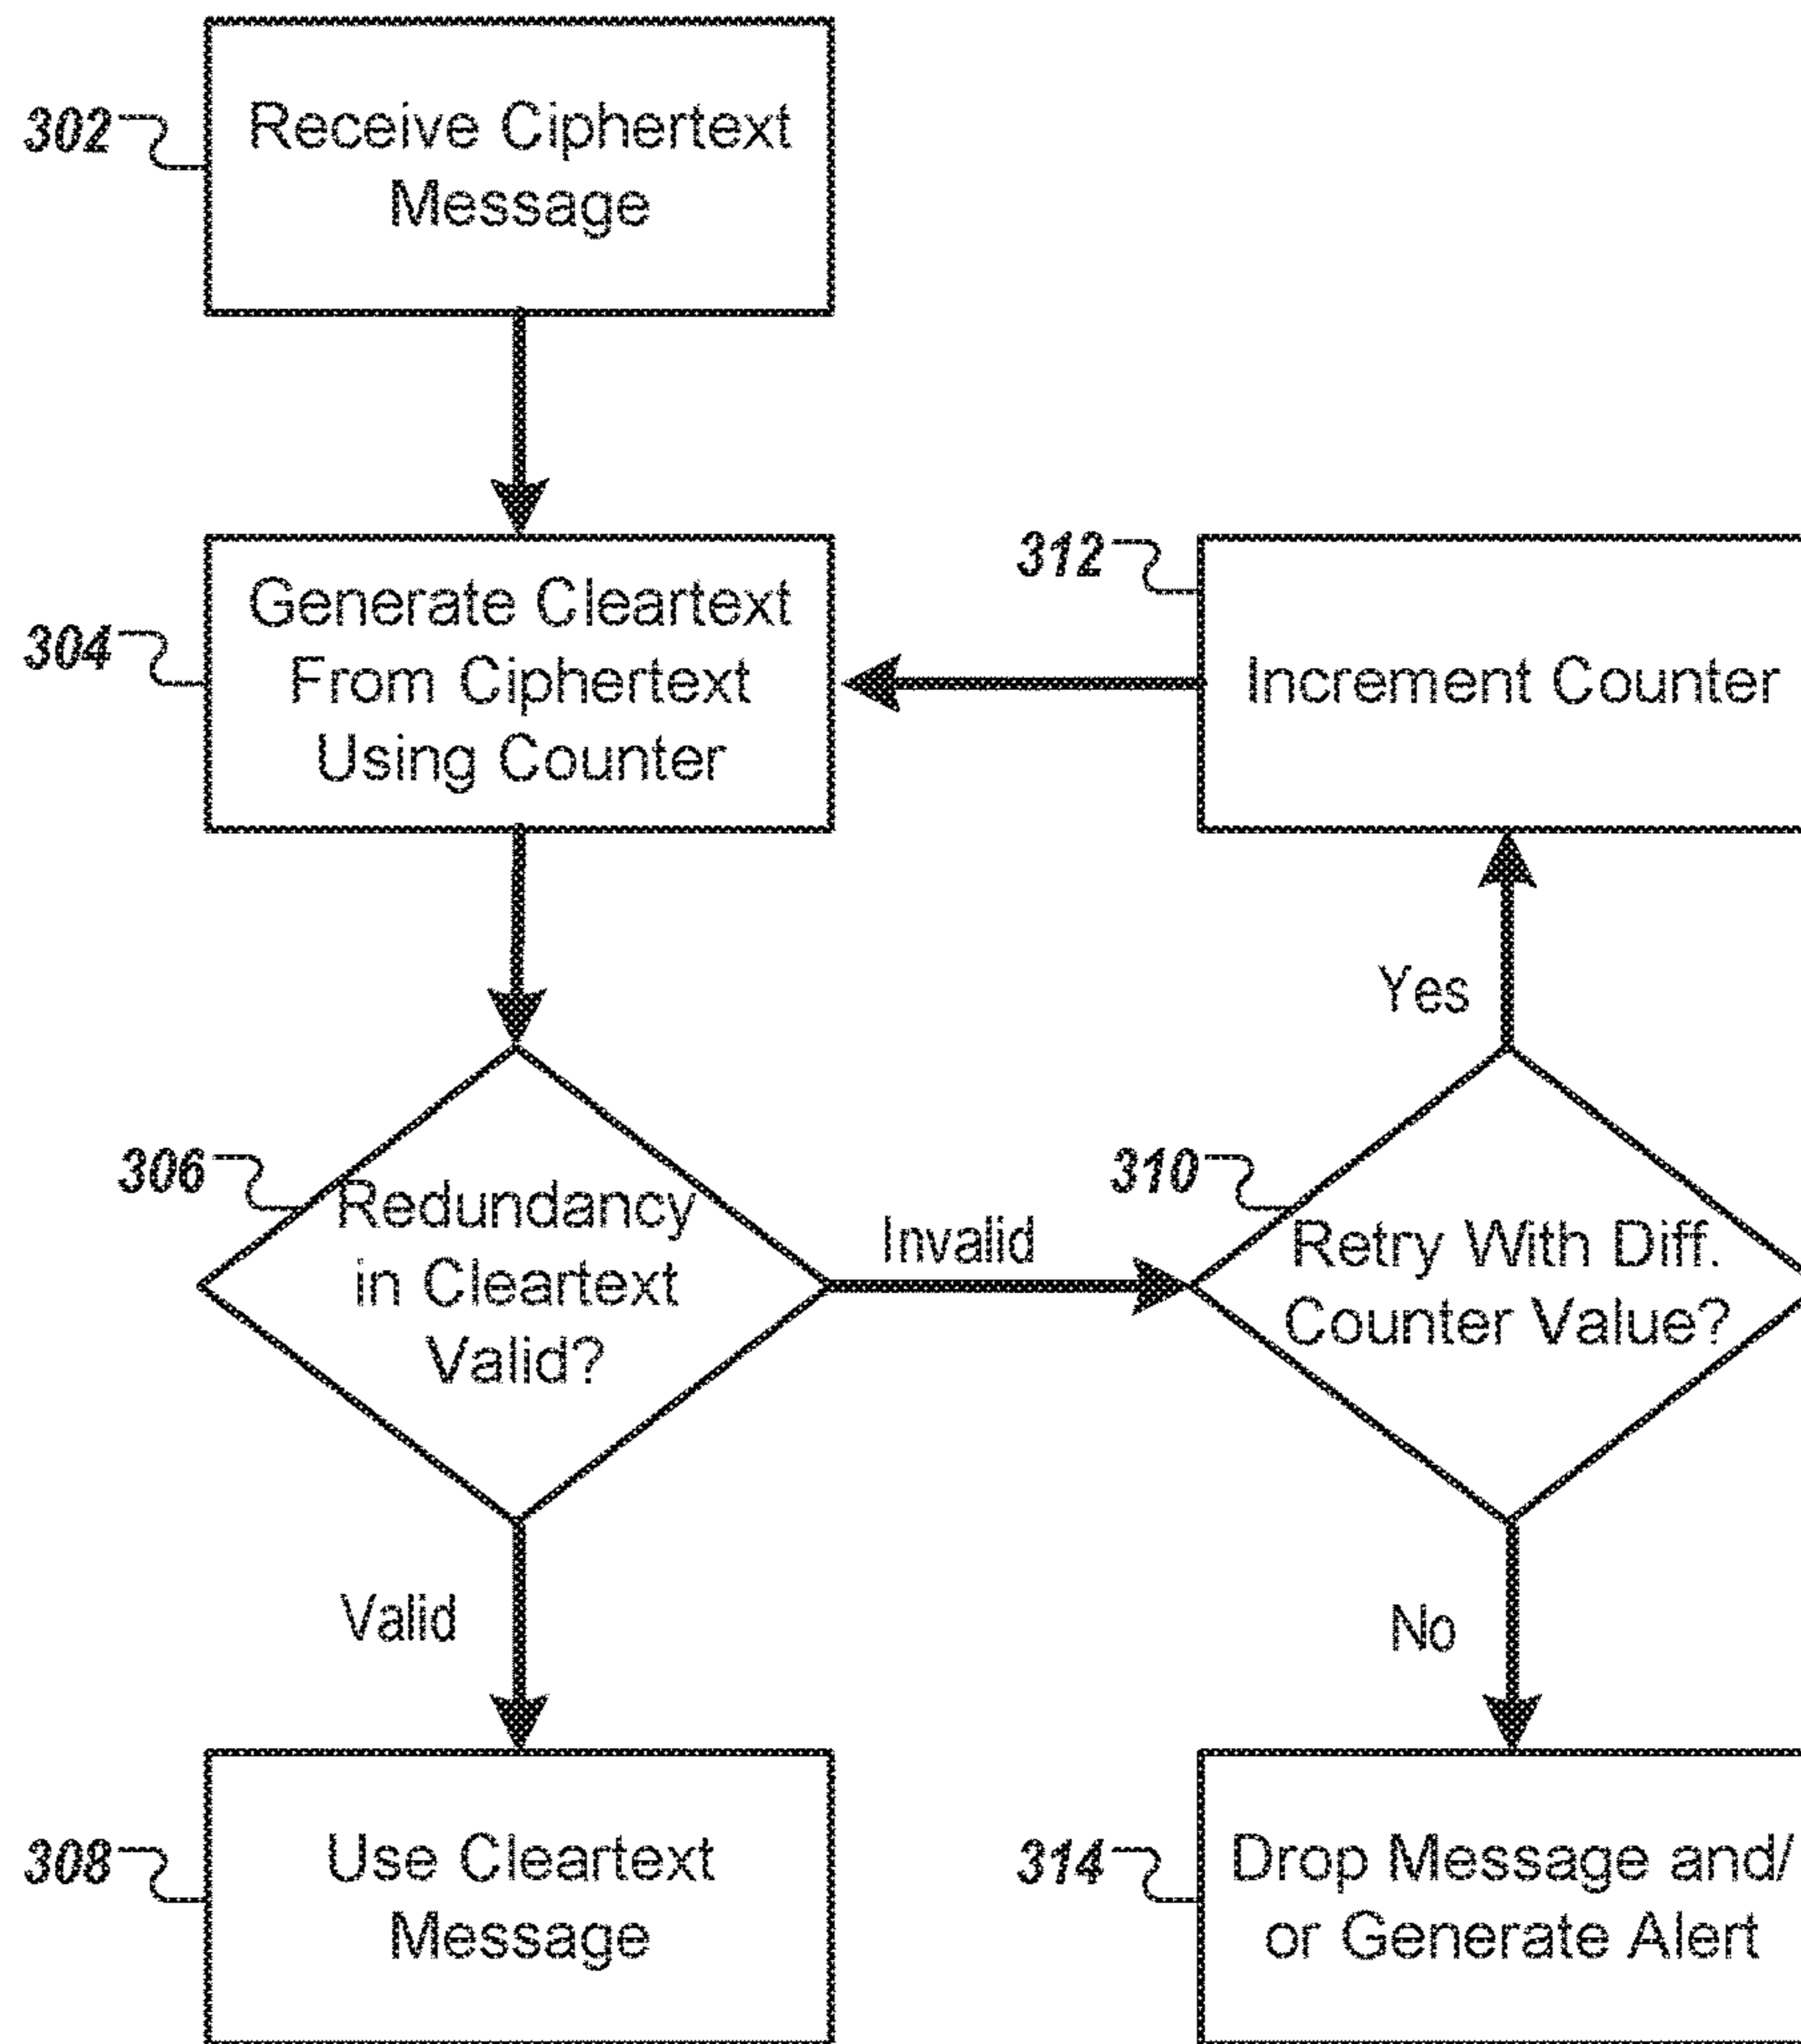 302
Receive Ciphertext
Message
304
Generate Cleartext
From Ciphertext
Using Counter
312
Increment Counter
Yes
306
Redundancy
in Cleartext
Valid?
Invalid
310
Retry With Diff.
Counter Value?
Valid
No
308
Use Cleartext
Message
314
Drop Message and/
or Generate Alert